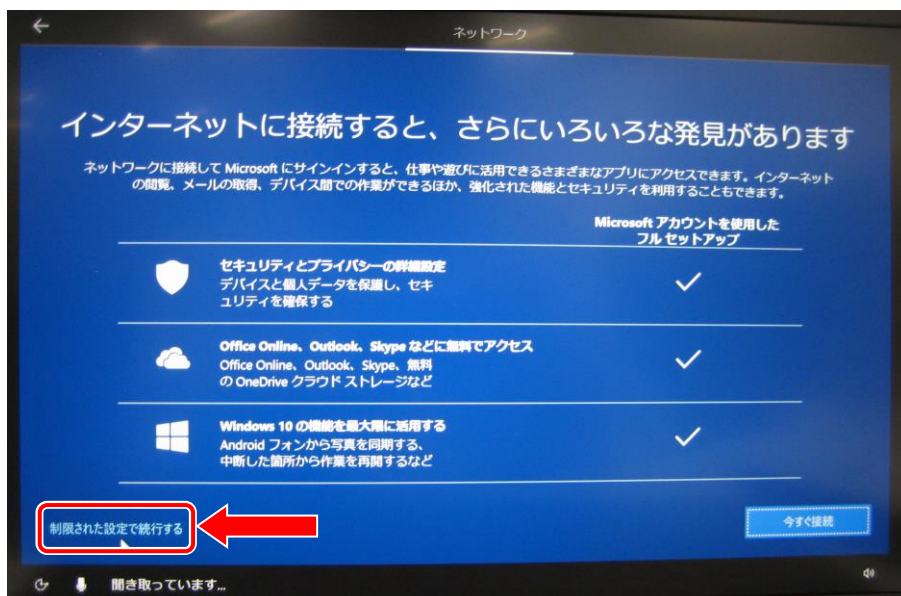 ネットワーク
インターネットに接続すると、さらにいろいろな発見があります
ネットワークに接続して Microsoft にサインインすると、仕事や遊びに活用できるさまざまなアプリにアクセスできます。インターネット
の閲覧、メールの取得、デバイス間での作業ができるほか、強化された機能とセキュリティを利用することもできます。
Microsoft アカウントを使用した
フル セットアップ
セキュリティとプライバシーの詳細設定
デバイスと個人データを保護し、セキ
ュリティを確保する
Office Online、Outlook、Skype などに無料でアクセス
Office Online、Outlook、Skype、無料
の OneDrive クラウド ストレージなど
Windows 10 の機能を最大限に活用する
Android フォンから写真を同期する、
中断した箇所から作業を再開するなど
制限された設定で続行する
今すぐ接続
聞き取っています...